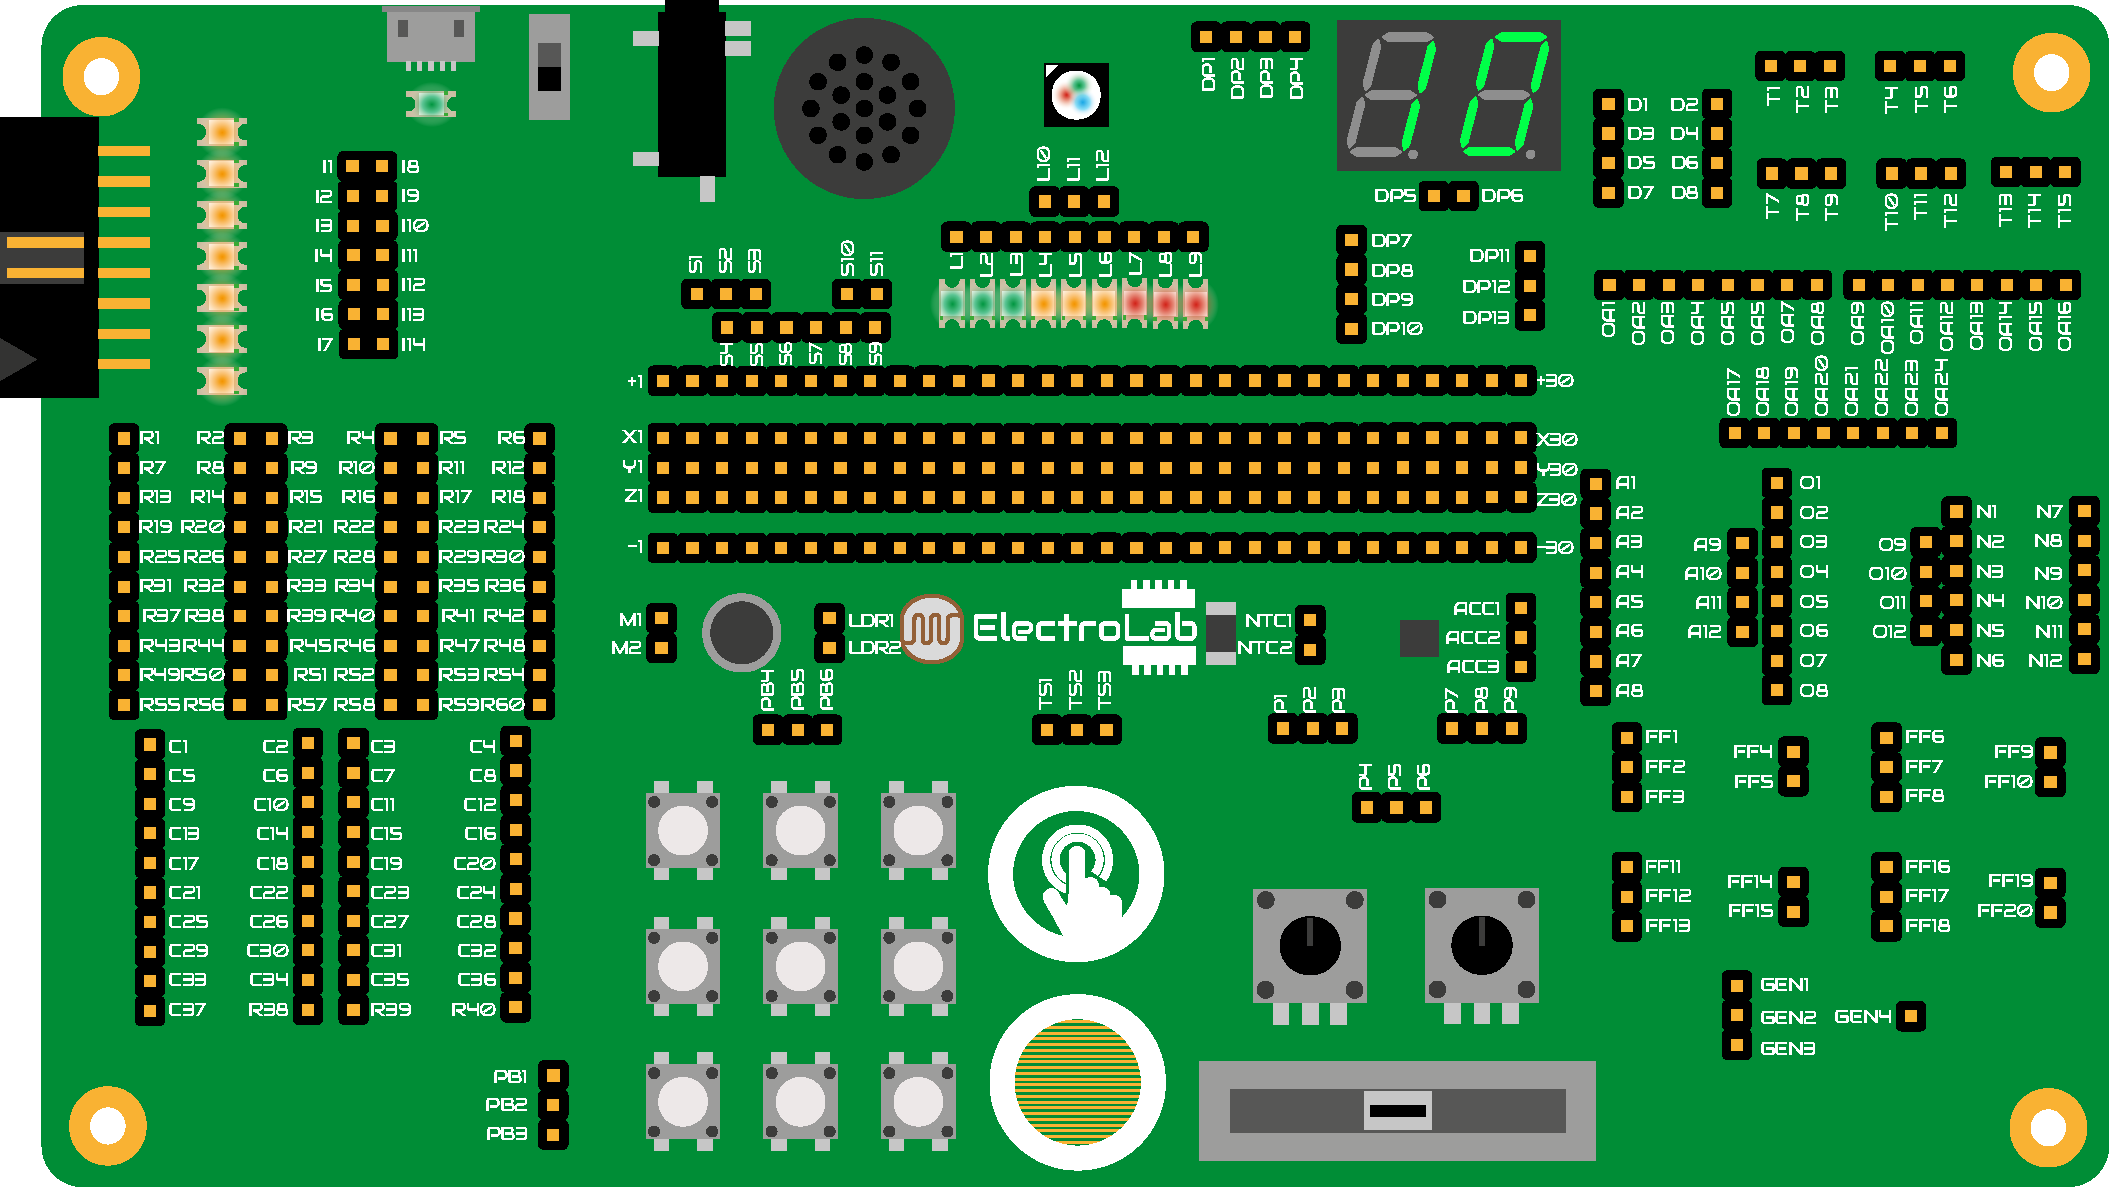 DP1 DP2 DP3 DP4
10
T1 T2 T3 T4 T5 T6
D1 D2
D3 D4
D5 D6
D7 D8
T7 T8 T9 T10 T11 T12 T13 T14 T15
I1 I8
I2 I9
I3 I10
I4 I11
I5 I12
I6 I13
I7 I14
L10 L11 L12
DP5 DP6
L1 L2 L3 L4 L5 L6 L7 L8 L9
S1 S2 S3 S10 S11
S4 S5 S6 S7 S8 S9
DP7 DP11
DP8 DP12
DP9 DP13
DP10
OA1 OA2 OA3 OA4 OA5 OA5 OA7 OA8 OA9 OA10 OA11 OA12 OA13 OA14 OA15 OA16
OA17 OA18 OA19 OA20 OA21 OA22 OA23 OA24
+1 +30
X1 X30
Y1 Y30
Z1 Z30
-1 -30
R1 R2 R3 R4 R5 R6
R7 R8 R9 R10 R11 R12
R13 R14 R15 R16 R17 R18
R19 R20 R21 R22 R23 R24
R25 R26 R27 R28 R29 R30
R31 R32 R33 R34 R35 R36
R37 R38 R39 R40 R41 R42
R43 R44 R45 R46 R47 R48
R49 R50 R51 R52 R53 R54
R55 R56 R57 R58 R59 R60
A1 O1
A2 O2 N1 N7
A3 A9 O3 O9 N2 N8
A4 A10 O4 O10 N3 N9
A5 A11 O5 O11 N4 N10
A6 A12 O6 O12 N5 N11
A7 O7 N6 N12
A8 O8
M1 LDR1 ElectroLab NTC1 ACC1
M2 LDR2 NTC2 ACC2
ACC3
PB4 PB5 PB6 TS1 TS2 TS3 P1 P2 P3 P7 P8 P9
P4 P5 P6
C1 C2 C3 C4
C5 C6 C7 C8
C9 C10 C11 C12
C13 C14 C15 C16
C17 C18 C19 C20
C21 C22 C23 C24
C25 C26 C27 C28
C29 C30 C31 C32
C33 C34 C35 C36
C37 R38 R39 R40
FF1 FF4 FF6 FF9
FF2 FF5 FF7 FF10
FF3 FF8
FF11 FF14 FF16 FF19
FF12 FF15 FF17 FF20
FF13 FF18
GEN1
GEN2 GEN4
GEN3
PB1
PB2
PB3